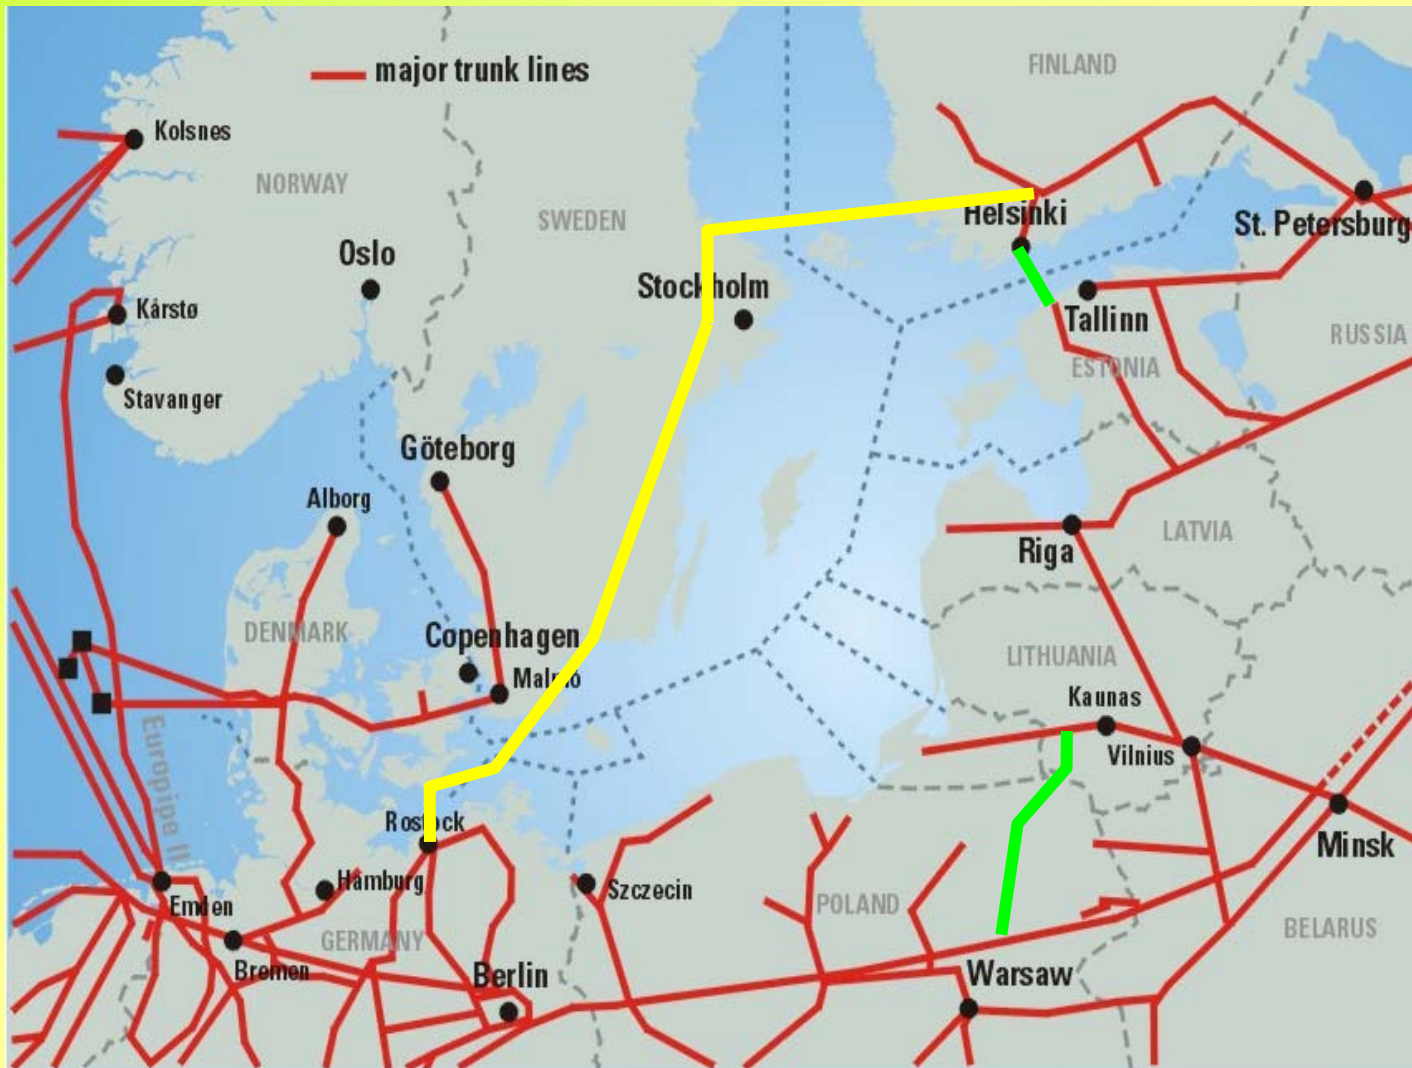 major trunk lines
FINLAND
Kolsnes
NORWAY
SWEDEN
Helsinki
St. Petersburg
Oslo
Stockholm
Kårstø
Tallinn
RUSSIA
ESTONIA
Stavanger
Göteborg
Alborg
LATVIA
Riga
DENMARK
Copenhagen
Malmö
LITHUANIA
Kaunas
Vilnius
Europipe II
Rostock
Minsk
Hamburg
Szczecin
POLAND
Emden
GERMANY
BELARUS
Bremen
Berlin
Warsaw